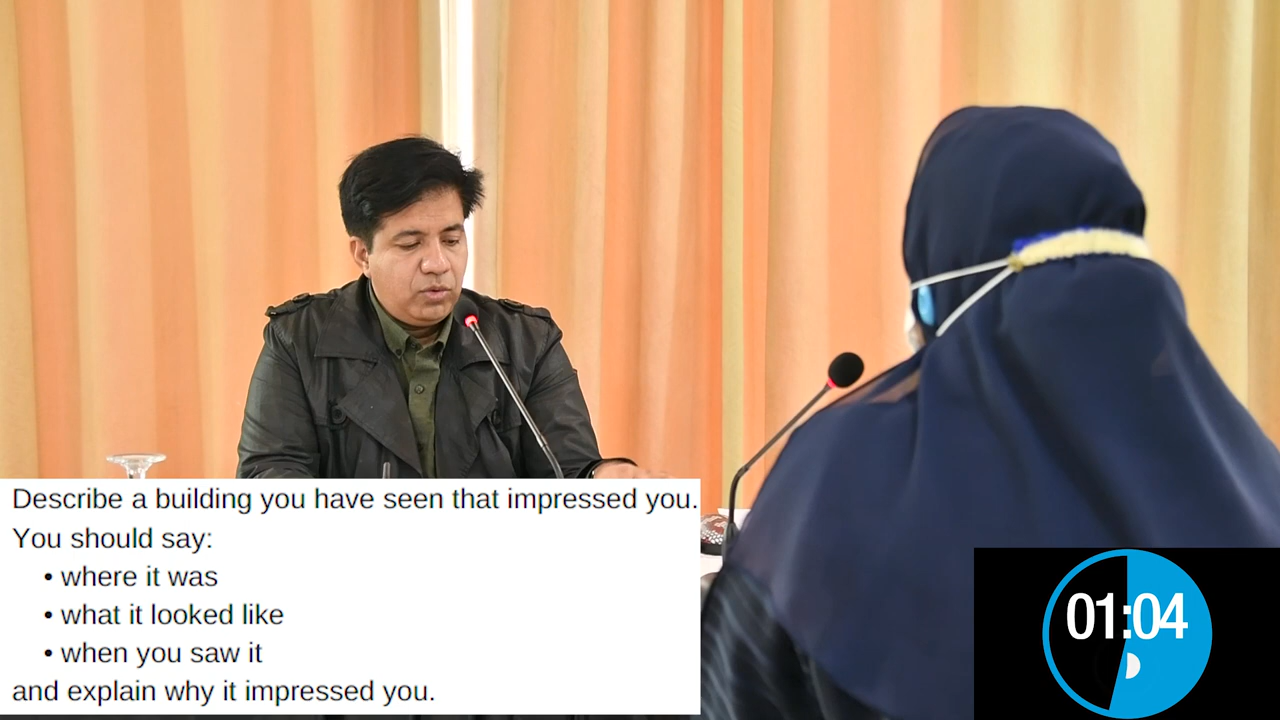 Describe a building you have seen that impressed you.
You should say:
• where it was
• what it looked like
• when you saw it
and explain why it impressed you.
01:04